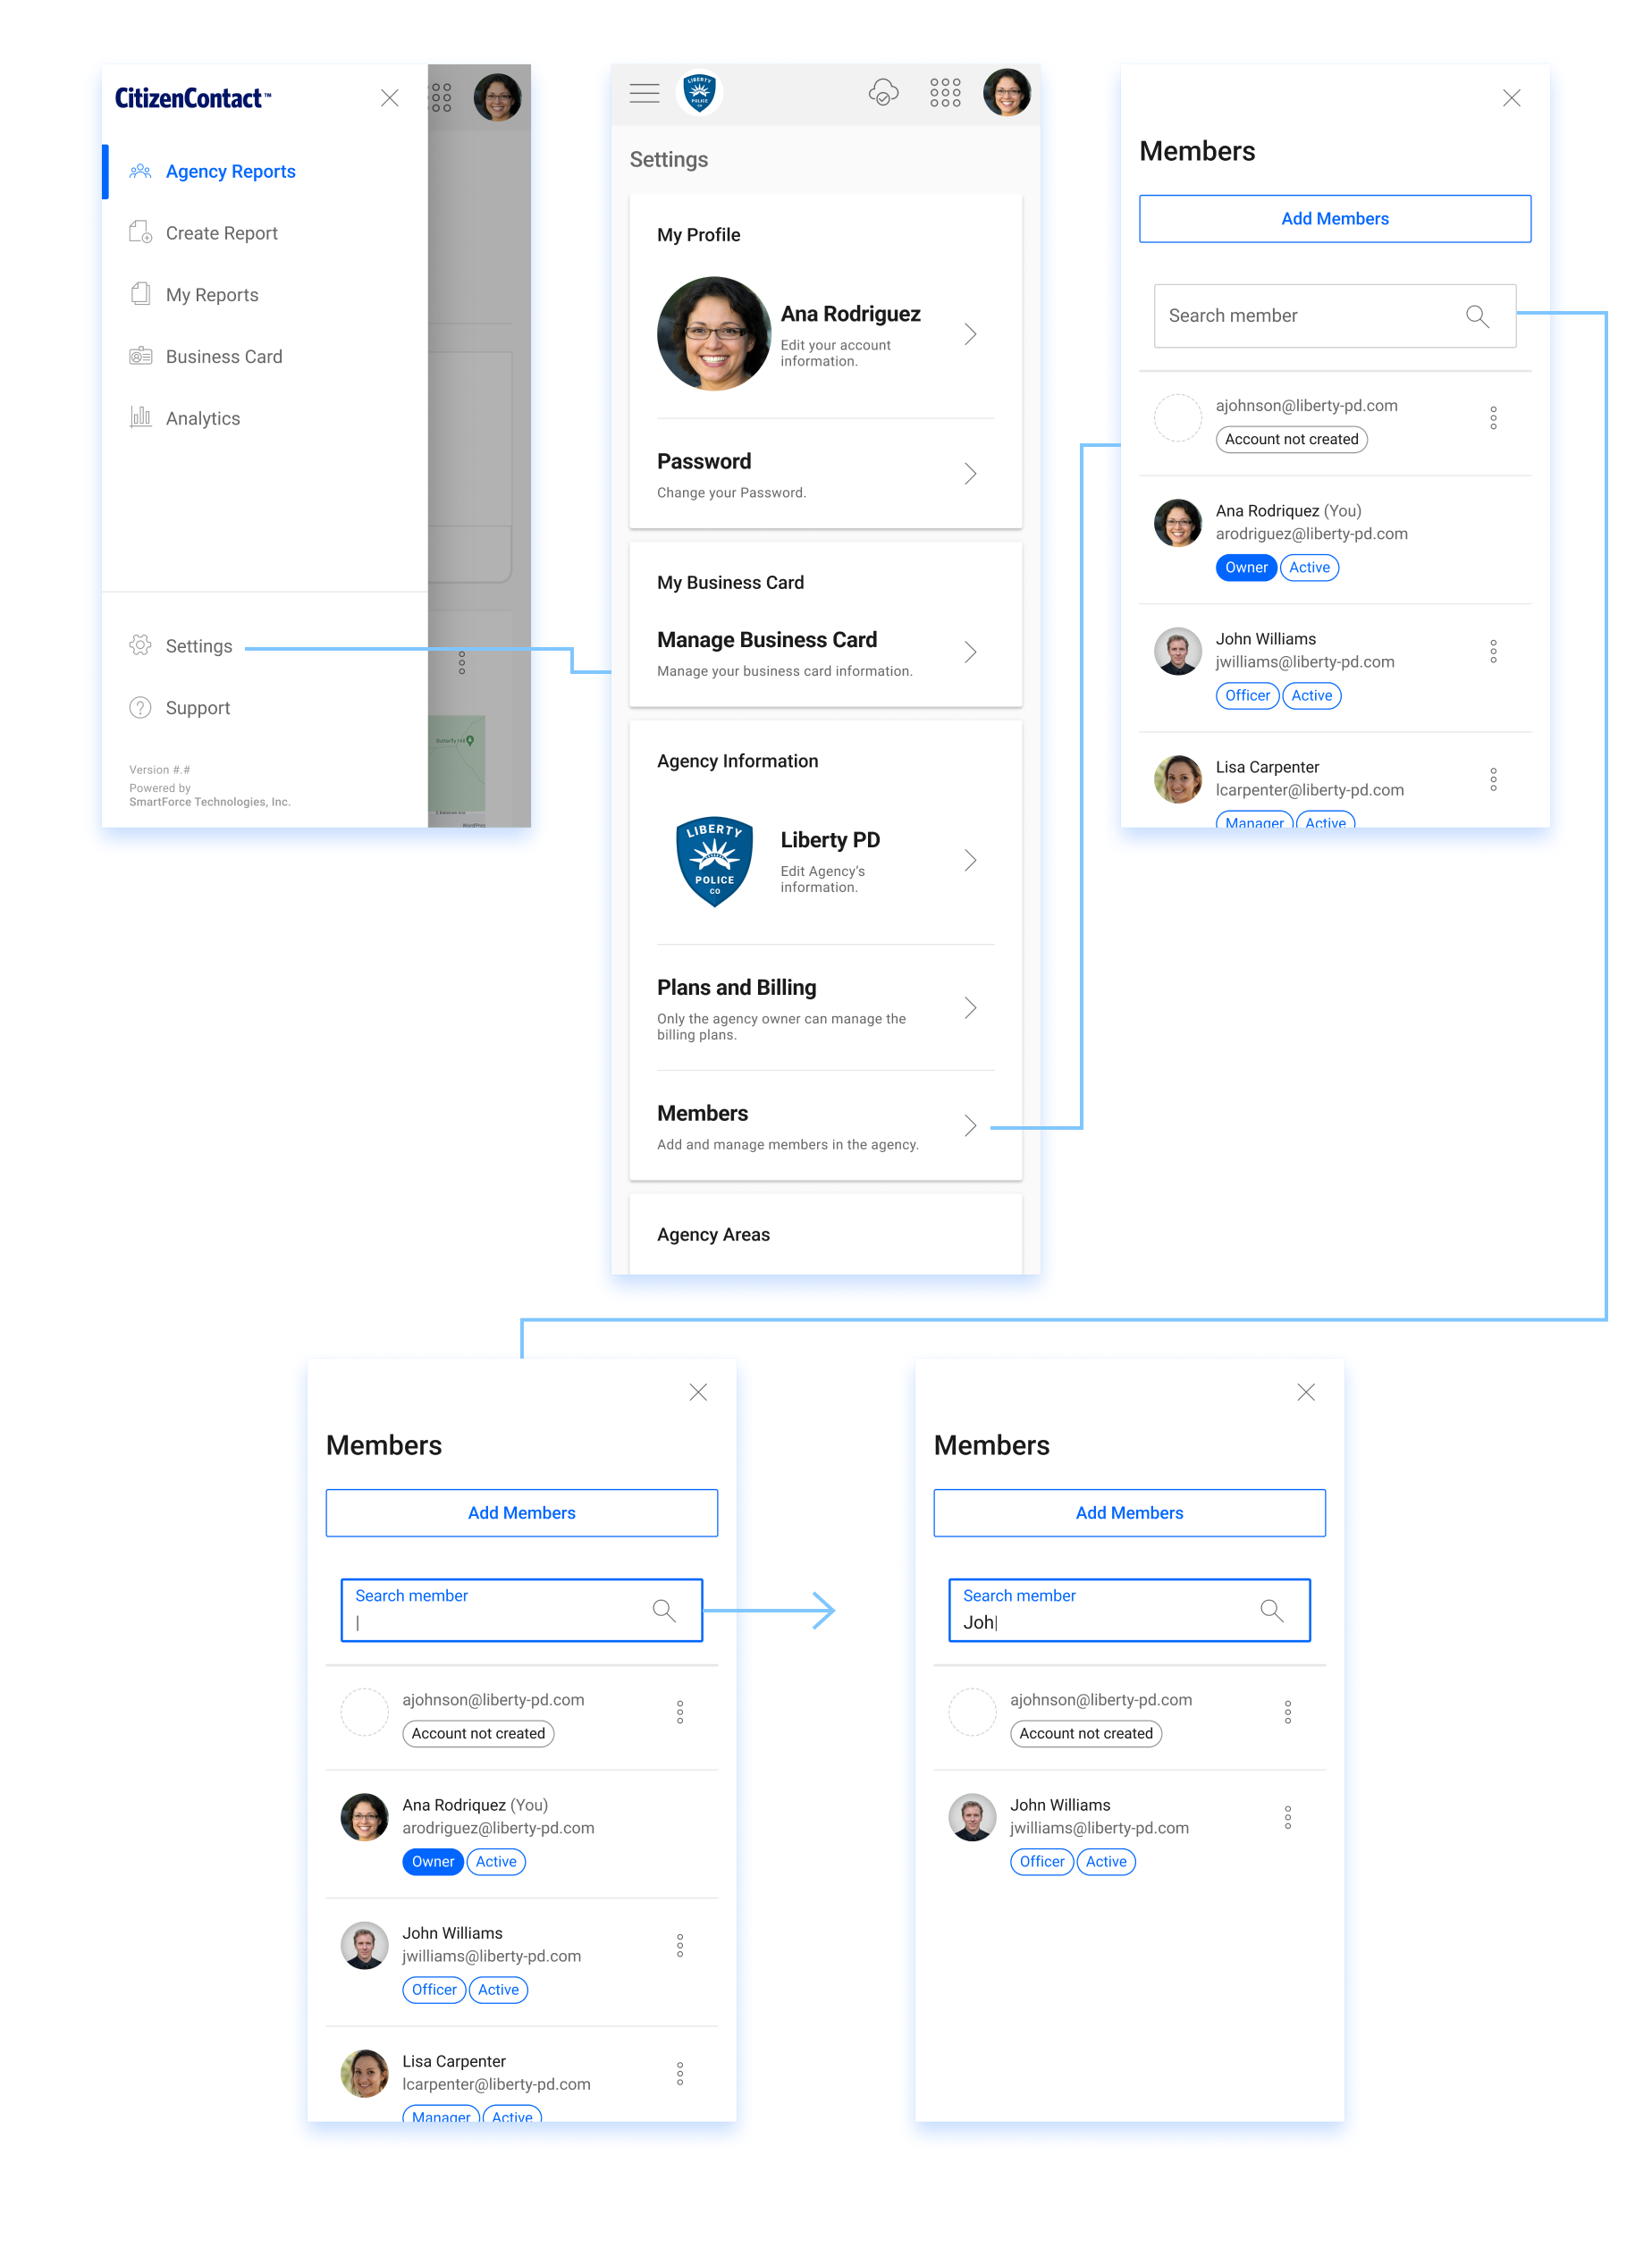 CitizenContact™
Agency Reports
Create Report
My Reports
Business Card
Analytics
Settings
Support
Version #.#
Powered by
SmartForce Technologies, Inc.
Butterfly Hill
WordPress
LIBERTY
POLICE
CO
Settings
My Profile
Ana Rodriguez
Edit your account
information.
Password
Change your Password.
My Business Card
Manage Business Card
Manage your business card information.
Agency Information
LIBERTY
POLICE
CO
Liberty PD
Edit Agency’s
information.
Plans and Billing
Only the agency owner can manage the
billing plans.
Members
Add and manage members in the agency.
Agency Areas
Members
Add Members
Search member
ajohnson@liberty-pd.com
Account not created
Ana Rodriquez (You)
arodriguez@liberty-pd.com
Owner Active
John Williams
jwilliams@liberty-pd.com
Officer Active
Lisa Carpenter
lcarpenter@liberty-pd.com
Manager Active
Members
Add Members
Search member
ajohnson@liberty-pd.com
Account not created
Ana Rodriquez (You)
arodriguez@liberty-pd.com
Owner Active
John Williams
jwilliams@liberty-pd.com
Officer Active
Lisa Carpenter
lcarpenter@liberty-pd.com
Manager Active
Members
Add Members
Search member
Joh
ajohnson@liberty-pd.com
Account not created
John Williams
jwilliams@liberty-pd.com
Officer Active